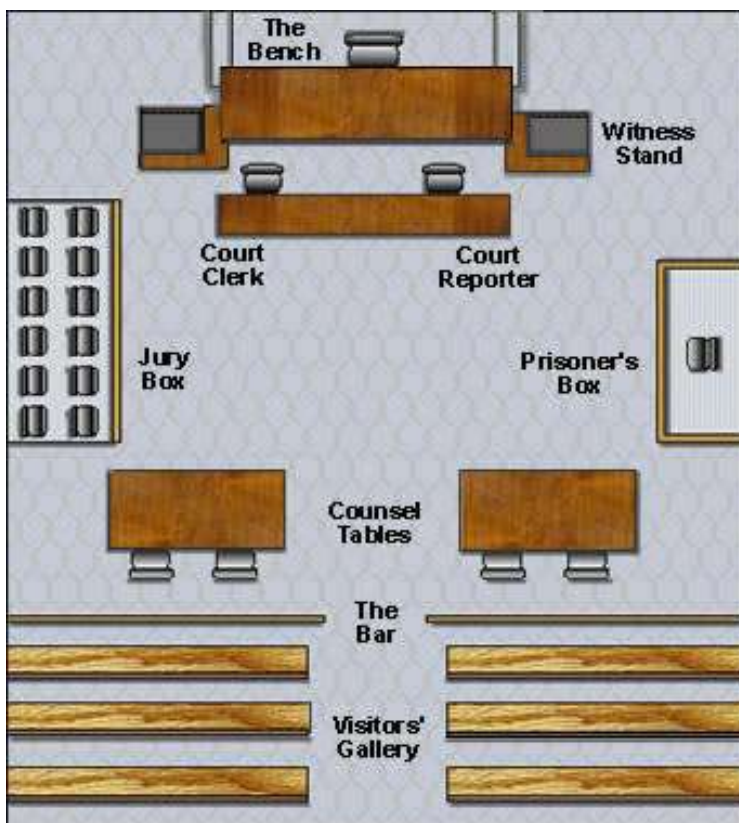 The
Bench
Witness
Stand
Court
Clerk
Court
Reporter
Jury
Box
Prisoner's
Box
Counsel
Tables
The
Bar
Visitors'
Gallery